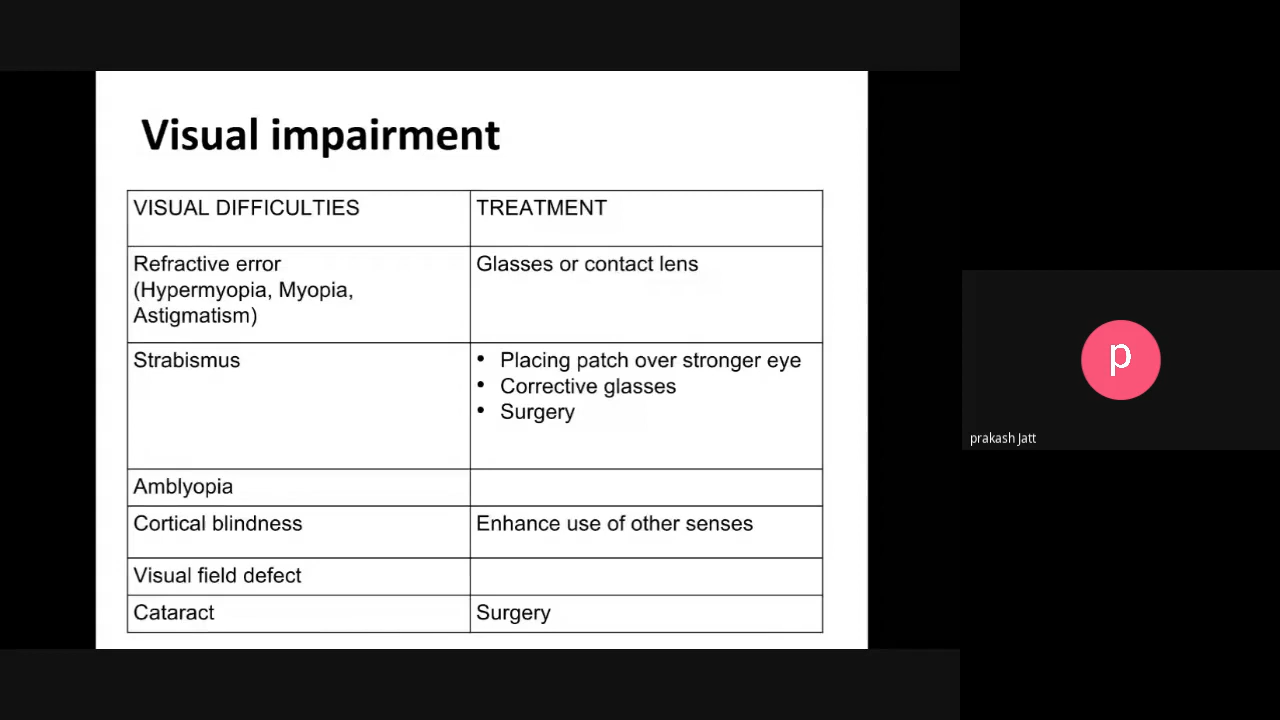 Visual impairment
VISUAL DIFFICULTIES
TREATMENT
Refractive error
(Hypermyopia, Myopia,
Astigmatism)
Glasses or contact lens
Strabismus
• Placing patch over stronger eye
• Corrective glasses
• Surgery
Amblyopia
Cortical blindness
Enhance use of other senses
Visual field defect
Cataract
Surgery
p
prakash Jatt